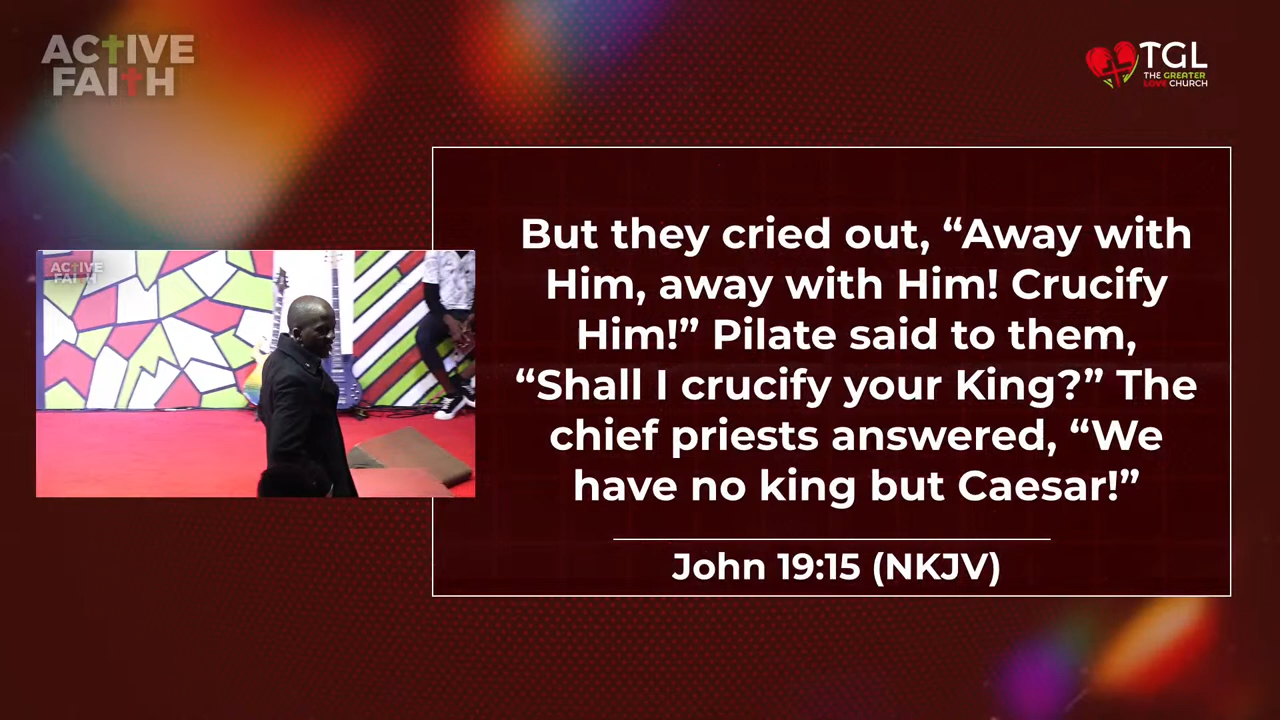 ACTIVE
FAITH
TGL
THE GREATER
LOVE CHURCH
But they cried out, “Away with
Him, away with Him! Crucify
Him!” Pilate said to them,
“Shall I crucify your King?” The
chief priests answered, “We
have no king but Caesar!”
John 19:15 (NKJV)
ACTIVE
FAITH